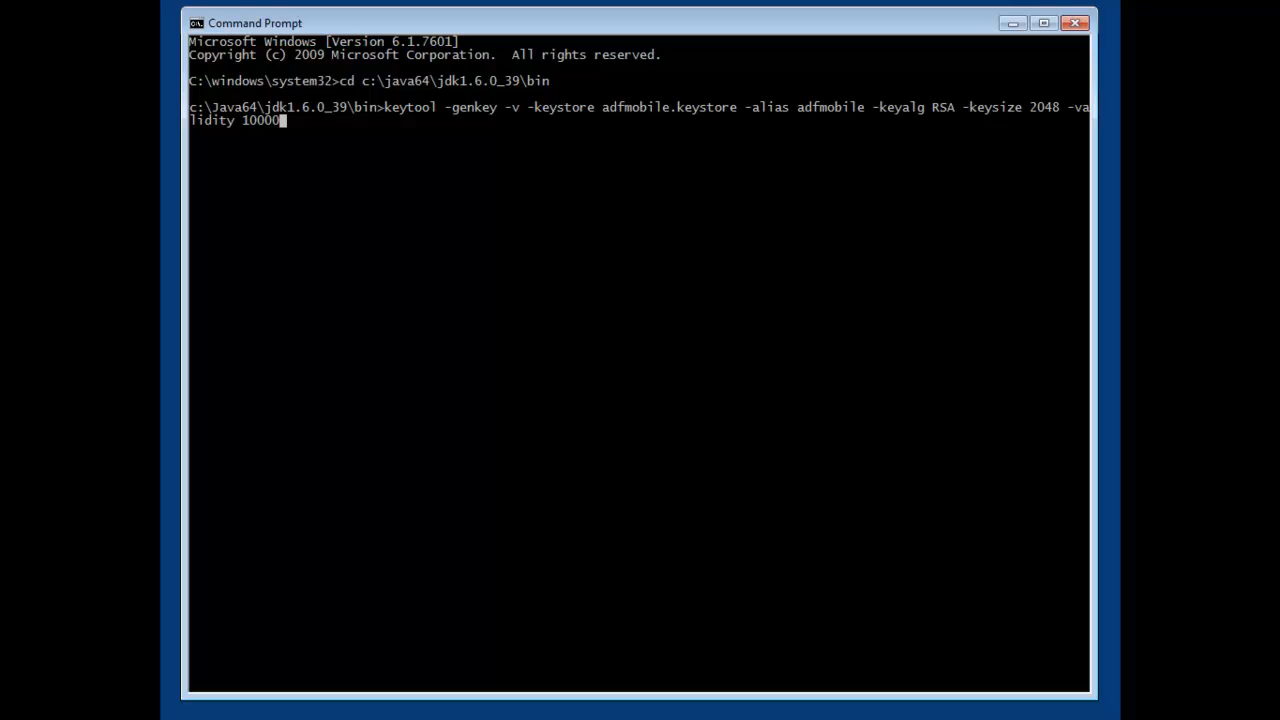 Command Prompt
Microsoft Windows [Version 6.1.7601]
Copyright (c) 2009 Microsoft Corporation.  All rights reserved.
C:\windows\system32>cd c:\java64\jdk1.6.0_39\bin
c:\Java64\jdk1.6.0_39\bin>keytool -genkey -v -keystore adfmobile.keystore -alias adfmobile -keyalg RSA -keysize 2048 -va
lidity 10000